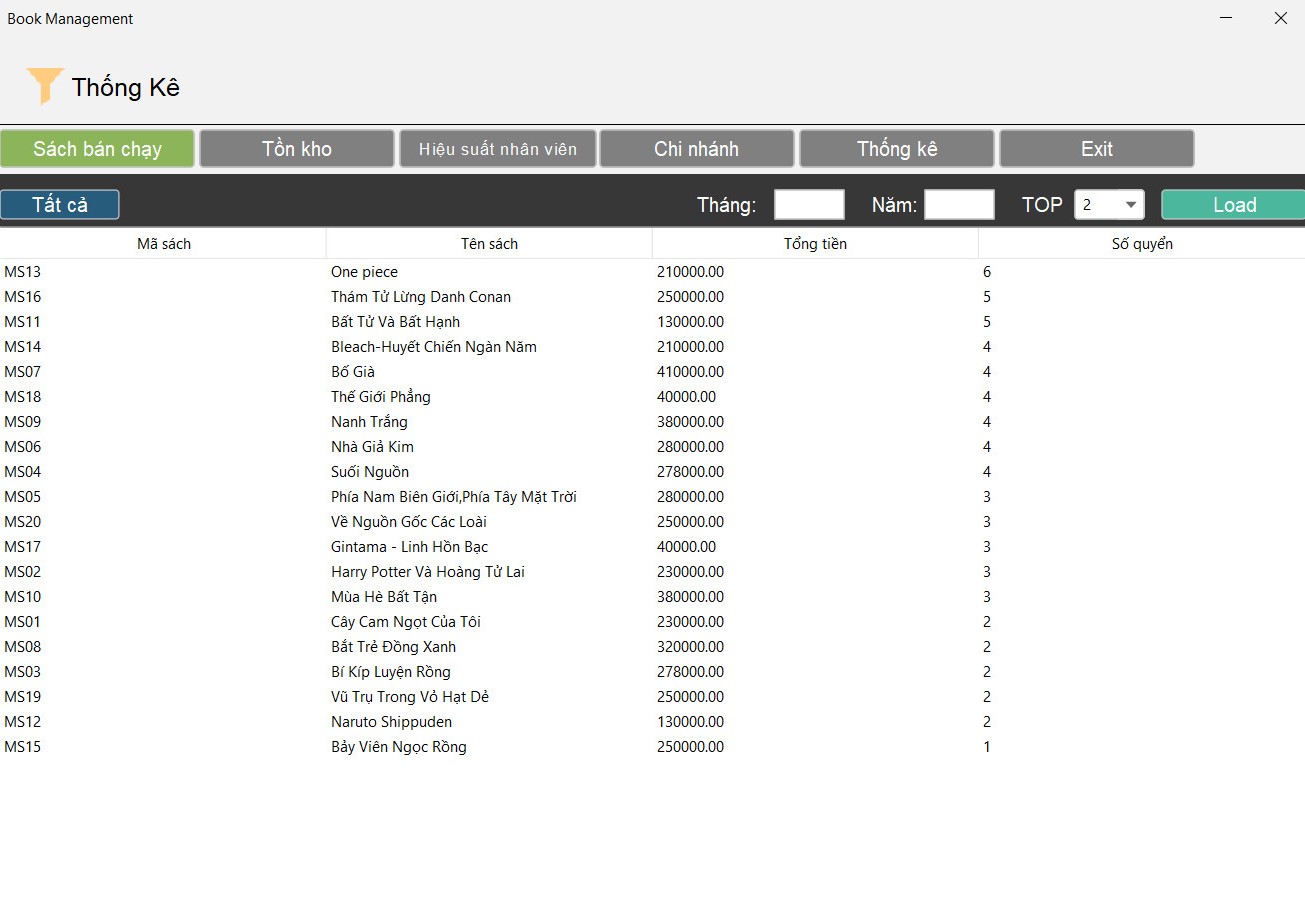 Book Management
Thống Kê
Sách bán chạy Tồn kho Hiệu suất nhân viên Chi nhánh Thống kê Exit
Tất cả Tháng: Năm: TOP 2 Load
Mã sách Tên sách Tổng tiền Số quyển
MS13 One piece 210000.00 6
MS16 Thám Tử Lừng Danh Conan 250000.00 5
MS11 Bất Tử Và Bất Hạnh 130000.00 5
MS14 Bleach-Huyết Chiến Ngàn Năm 210000.00 4
MS07 Bố Già 410000.00 4
MS18 Thế Giới Phẳng 40000.00 4
MS09 Nanh Trắng 380000.00 4
MS06 Nhà Giả Kim 280000.00 4
MS04 Suối Nguồn 278000.00 4
MS05 Phía Nam Biên Giới,Phía Tây Mặt Trời 280000.00 3
MS20 Về Nguồn Gốc Các Loài 250000.00 3
MS17 Gintama - Linh Hồn Bạc 40000.00 3
MS02 Harry Potter Và Hoàng Tử Lai 230000.00 3
MS10 Mùa Hè Bất Tận 380000.00 3
MS01 Cây Cam Ngọt Của Tôi 230000.00 2
MS08 Bắt Trẻ Đồng Xanh 320000.00 2
MS03 Bí Kíp Luyện Rồng 278000.00 2
MS19 Vũ Trụ Trong Vỏ Hạt Dẻ 250000.00 2
MS12 Naruto Shippuden 130000.00 2
MS15 Bảy Viên Ngọc Rồng 250000.00 1